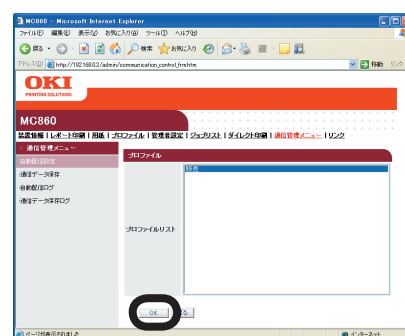 MC860 - Microsoft Internet Explorer
ファイル(F) 編集(E) 表示(V) お気に入り(A) ツール(T) ヘルプ(H)
戻る 検索 お気に入り
アドレス(D) http://192.168.0.2/admin/communication_control_frm.htm 移動 リンク
OKI
PRINTING SOLUTIONS
MC860
装置情報 | レポート印刷 | 用紙 | プロファイル | 管理者設定 | ジョブリスト | ダイレクト印刷 | 通信管理メニュー | リンク
通信管理メニュー
プロファイル
・自動配信設定
・通信データ保存
・自動配信ログ
・通信データ保存ログ
プロファイルリスト
OK
ページが表示されました インターネット